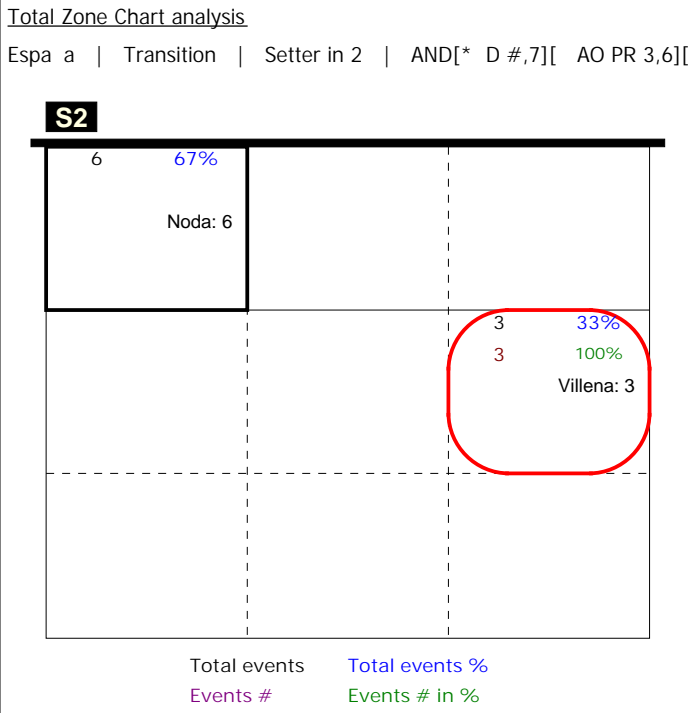 Total Zone Chart analysis
Espa a | Transition | Setter in 2 | AND[* D #,7][ AO PR 3,6][
S2
6 67%
Noda: 6
3 33%
3 100%
Villena: 3
Total events Total events %
Events # Events # in %